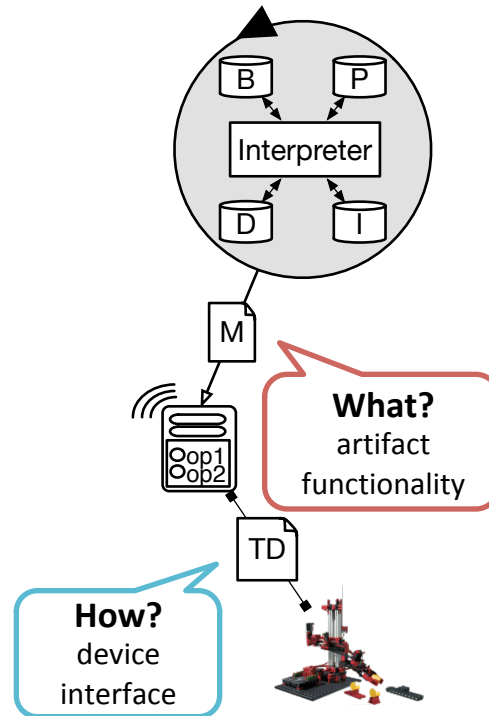 B
P
Interpreter
D
I
M
What?
artifact
functionality
op1
op2
TD
How?
device
interface